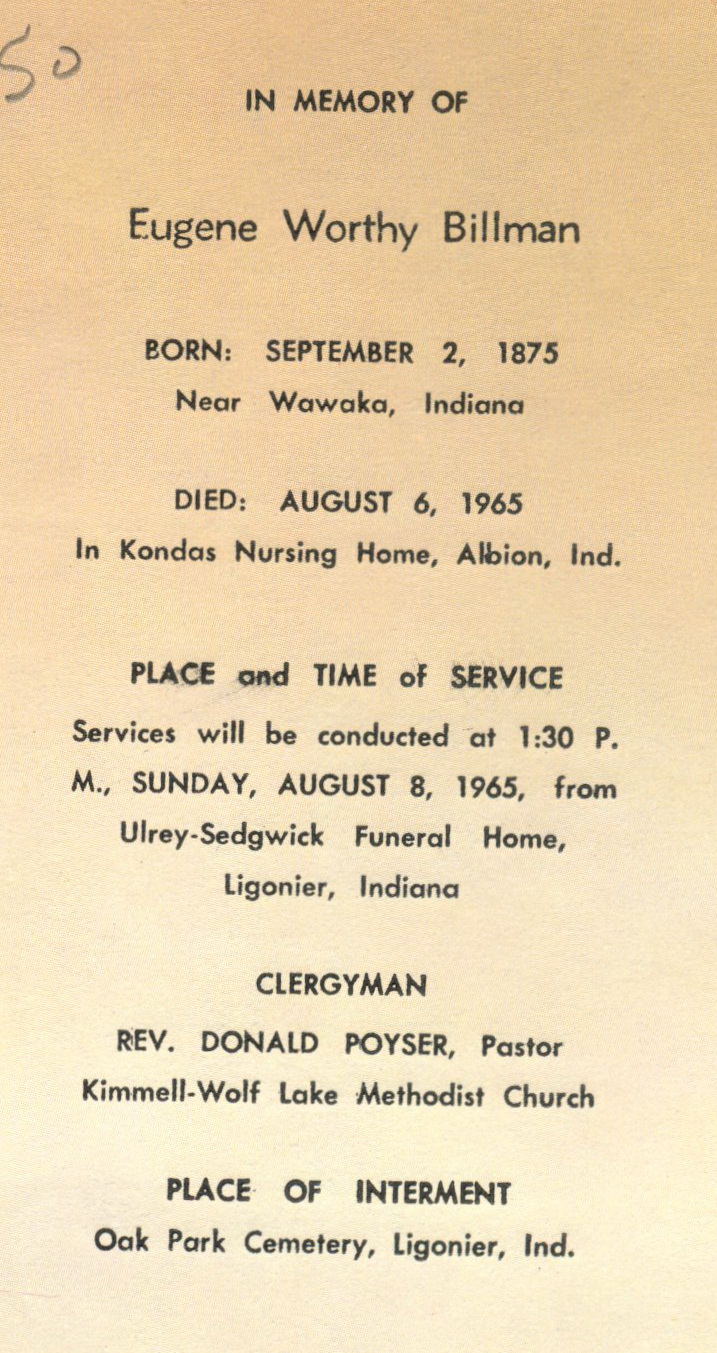 50
IN MEMORY OF
Eugene Worthy Billman
BORN: SEPTEMBER 2, 1875
Near Wawaka, Indiana
DIED: AUGUST 6, 1965
In Kondas Nursing Home, Albion, Ind.
PLACE and TIME of SERVICE
Services will be conducted at 1:30 P.
M., SUNDAY, AUGUST 8, 1965, from
Ulrey-Sedgwick Funeral Home,
Ligonier, Indiana
CLERGYMAN
REV. DONALD POYSER, Pastor
Kimmell-Wolf Lake Methodist Church
PLACE OF INTERMENT
Oak Park Cemetery, Ligonier, Ind.